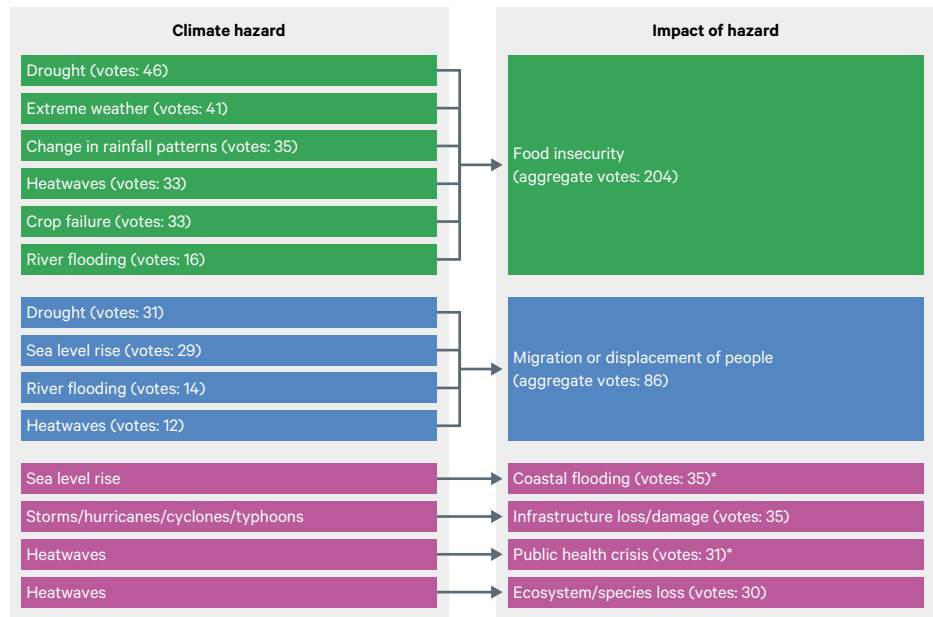 Climate hazard
Impact of hazard
Drought (votes: 46)
Extreme weather (votes: 41)
Change in rainfall patterns (votes: 35)
Heatwaves (votes: 33)
Crop failure (votes: 33)
River flooding (votes: 16)
Food insecurity
(aggregate votes: 204)
Drought (votes: 31)
Sea level rise (votes: 29)
River flooding (votes: 14)
Heatwaves (votes: 12)
Migration or displacement of people
(aggregate votes: 86)
Sea level rise
Coastal flooding (votes: 35)*
Storms/hurricanes/cyclones/typhoons
Infrastructure loss/damage (votes: 35)
Heatwaves
Public health crisis (votes: 31)*
Heatwaves
Ecosystem/species loss (votes: 30)